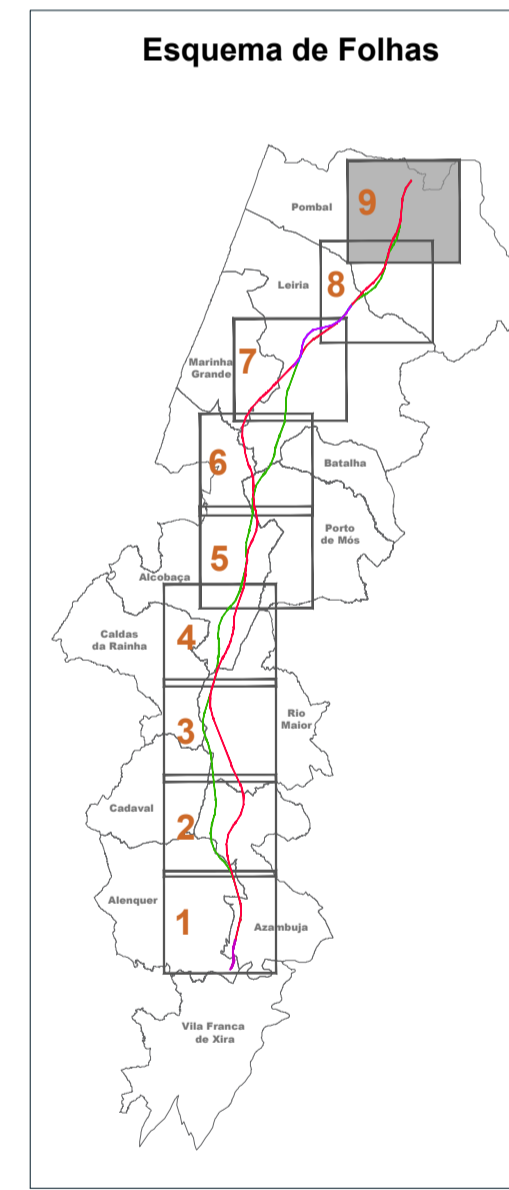 Esquema de Folhas
9
Pombal
8
Leiria
7
Marinha
Grande
6
Batalha
Porto
de Mós
5
Alcobaça
4
Caldas
da Rainha
3
Rio
Maior
Cadaval
2
Alenquer
1
Azambuja
Vila Franca
de Xira